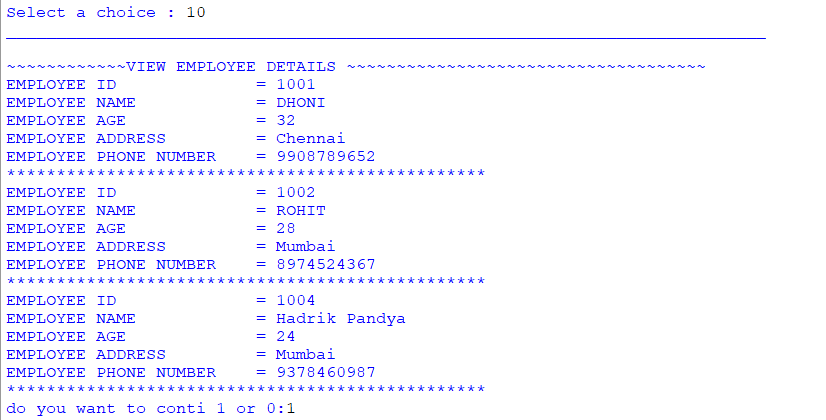 Select a choice : 10
____________________________________________________________________________
~~~~~~~~~~~~VIEW EMPLOYEE DETAILS ~~~~~~~~~~~~~~~~~~~~~~~~~~~~~~~~~~~~
EMPLOYEE ID              = 1001
EMPLOYEE NAME            = DHONI
EMPLOYEE AGE             = 32
EMPLOYEE ADDRESS         = Chennai
EMPLOYEE PHONE NUMBER    = 9908789652
************************************************
EMPLOYEE ID              = 1002
EMPLOYEE NAME            = ROHIT
EMPLOYEE AGE             = 28
EMPLOYEE ADDRESS         = Mumbai
EMPLOYEE PHONE NUMBER    = 8974524367
************************************************
EMPLOYEE ID              = 1004
EMPLOYEE NAME            = Hadrik Pandya
EMPLOYEE AGE             = 24
EMPLOYEE ADDRESS         = Mumbai
EMPLOYEE PHONE NUMBER    = 9378460987
************************************************
do you want to conti 1 or 0:1